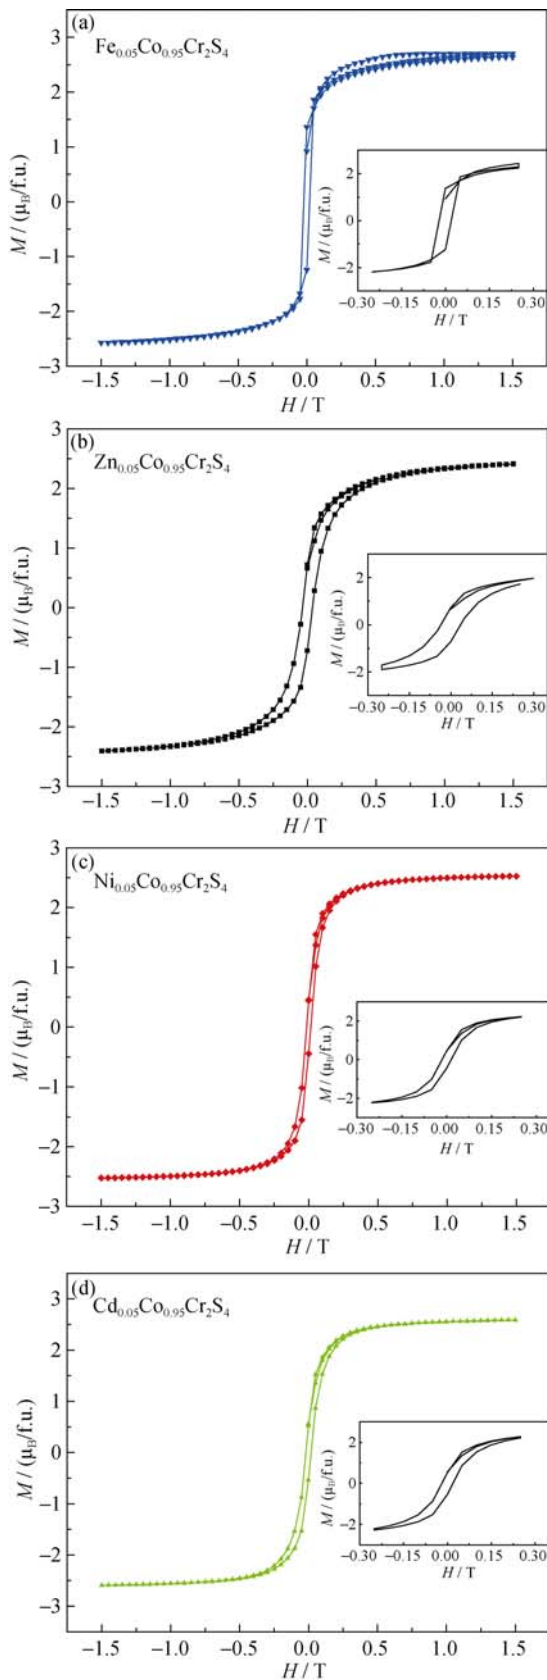 (a)
Fe0.05Co0.95Cr2S4
3
2
1
0
−1
−2
−3
M / (μB/f.u.)
2
0
−2
M / (μB/f.u.)
−0.30 −0.15 0.00 0.15 0.30
H / T
−1.5 −1.0 −0.5 0.0 0.5 1.0 1.5
H / T
(b)
Zn0.05Co0.95Cr2S4
3
2
1
0
−1
−2
−3
M / (μB/f.u.)
2
0
−2
M / (μB/f.u.)
−0.30 −0.15 0.00 0.15 0.30
H / T
−1.5 −1.0 −0.5 0.0 0.5 1.0 1.5
H / T
(c)
Ni0.05Co0.95Cr2S4
3
2
1
0
−1
−2
−3
M / (μB/f.u.)
2
0
−2
M / (μB/f.u.)
−0.30 −0.15 0.00 0.15 0.30
H / T
−1.5 −1.0 −0.5 0.0 0.5 1.0 1.5
H / T
(d)
Cd0.05Co0.95Cr2S4
3
2
1
0
−1
−2
−3
M / (μB/f.u.)
2
0
−2
M / (μB/f.u.)
−0.30 −0.15 0.00 0.15 0.30
H / T
−1.5 −1.0 −0.5 0.0 0.5 1.0 1.5
H / T